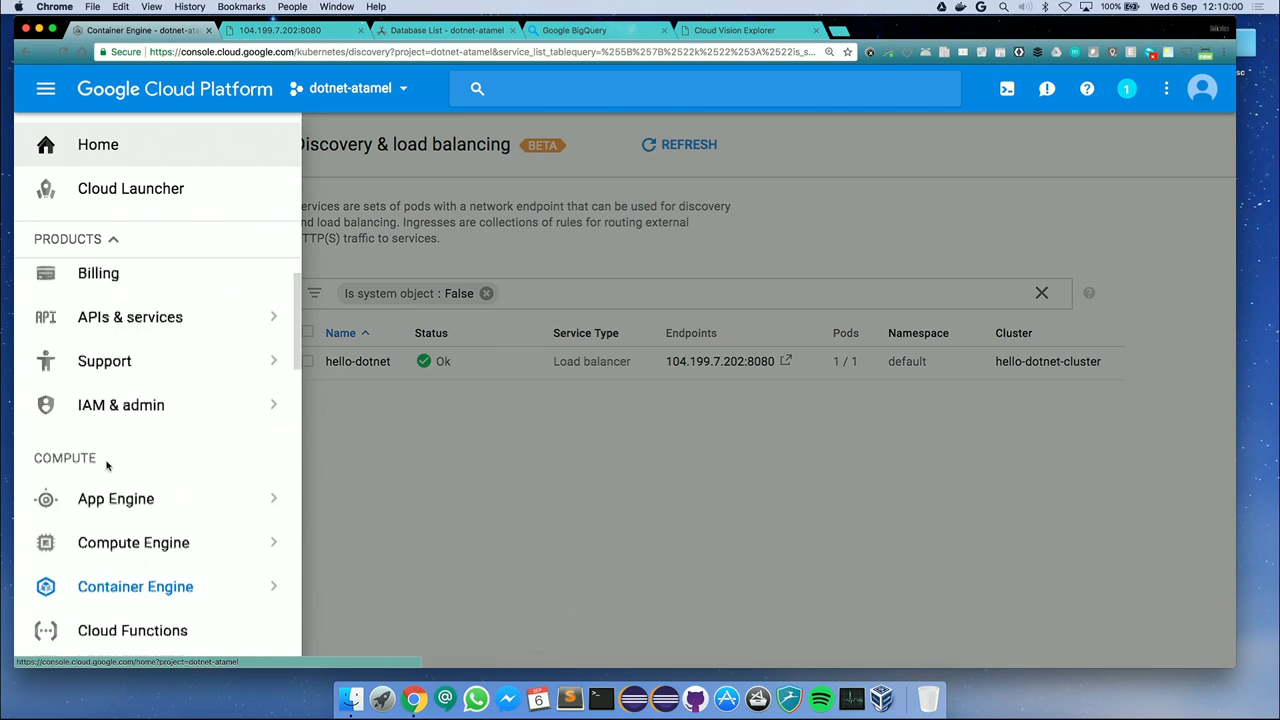 Chrome File Edit View History Bookmarks People Window Help 100% Wed 6 Sep 12:10:00
Container Engine - dotnet-atam 104.199.7.202:8080 Database List - dotnet-atamel Google BigQuery Cloud Vision Explorer
Secure https://console.cloud.google.com/kubernetes/discovery?project=dotnet-atamel&service_list_tablequery=%255B%257B%2522k%2522%253A%2522is_s...
Google Cloud Platform dotnet-atamel 1
Home
Discovery & load balancing BETA REFRESH
Cloud Launcher
ervices are sets of pods with a network endpoint that can be used for discovery
nd load balancing. Ingresses are collections of rules for routing external
TTP(S) traffic to services.
PRODUCTS
Billing
Is system object : False
APIs & services
Name Status Service Type Endpoints Pods Namespace Cluster
Support
hello-dotnet Ok Load balancer 104.199.7.202:8080 1 / 1 default hello-dotnet-cluster
IAM & admin
COMPUTE
App Engine
Compute Engine
Container Engine
Cloud Functions
https://console.cloud.google.com/home?project=dotnet-atamel